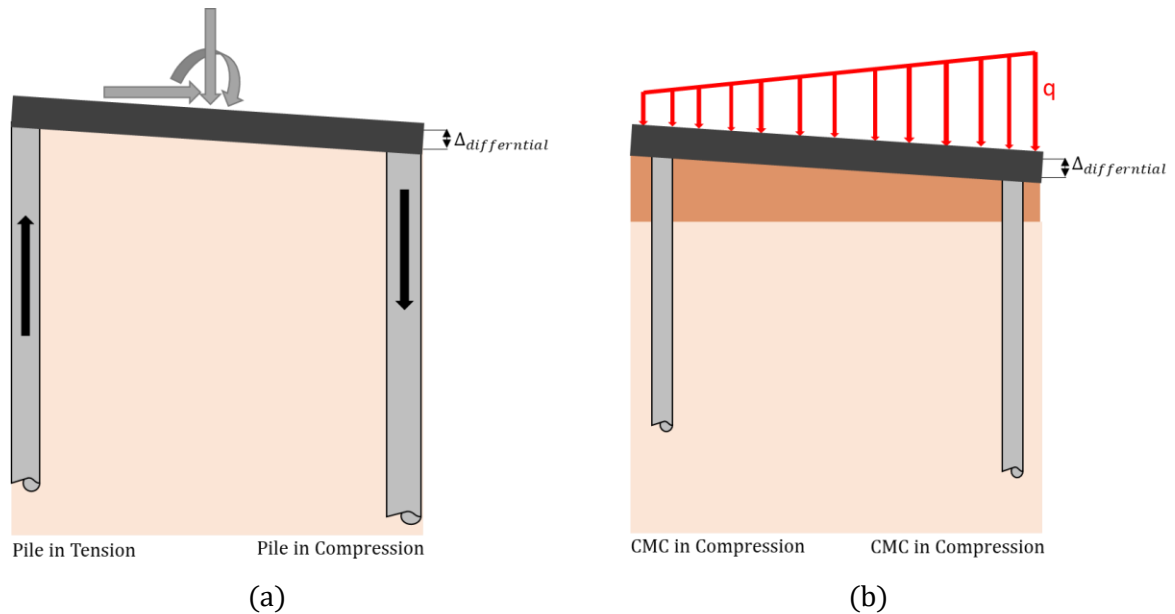 Δdifferntial
Pile in Tension
Pile in Compression
(a)
q
Δdifferntial
CMC in Compression
CMC in Compression
(b)